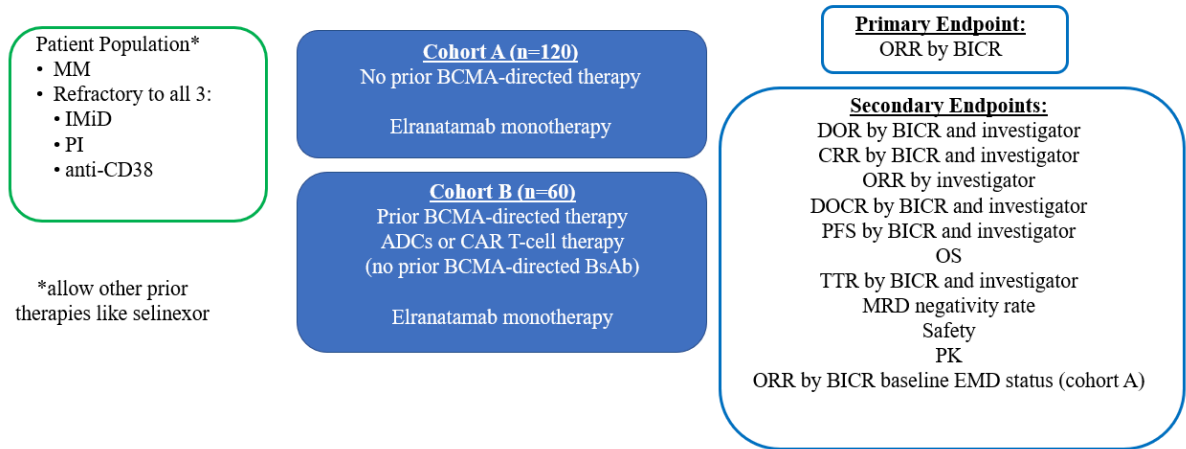 Patient Population*
• MM
• Refractory to all 3:
• IMiD
• PI
• anti-CD38
*allow other prior
therapies like selinexor
Cohort A (n=120)
No prior BCMA-directed therapy
Elranatamab monotherapy
Cohort B (n=60)
Prior BCMA-directed therapy
ADCs or CAR T-cell therapy
(no prior BCMA-directed BsAb)
Elranatamab monotherapy
Primary Endpoint:
ORR by BICR
Secondary Endpoints:
DOR by BICR and investigator
CRR by BICR and investigator
ORR by investigator
DOCR by BICR and investigator
PFS by BICR and investigator
OS
TTR by BICR and investigator
MRD negativity rate
Safety
PK
ORR by BICR baseline EMD status (cohort A)